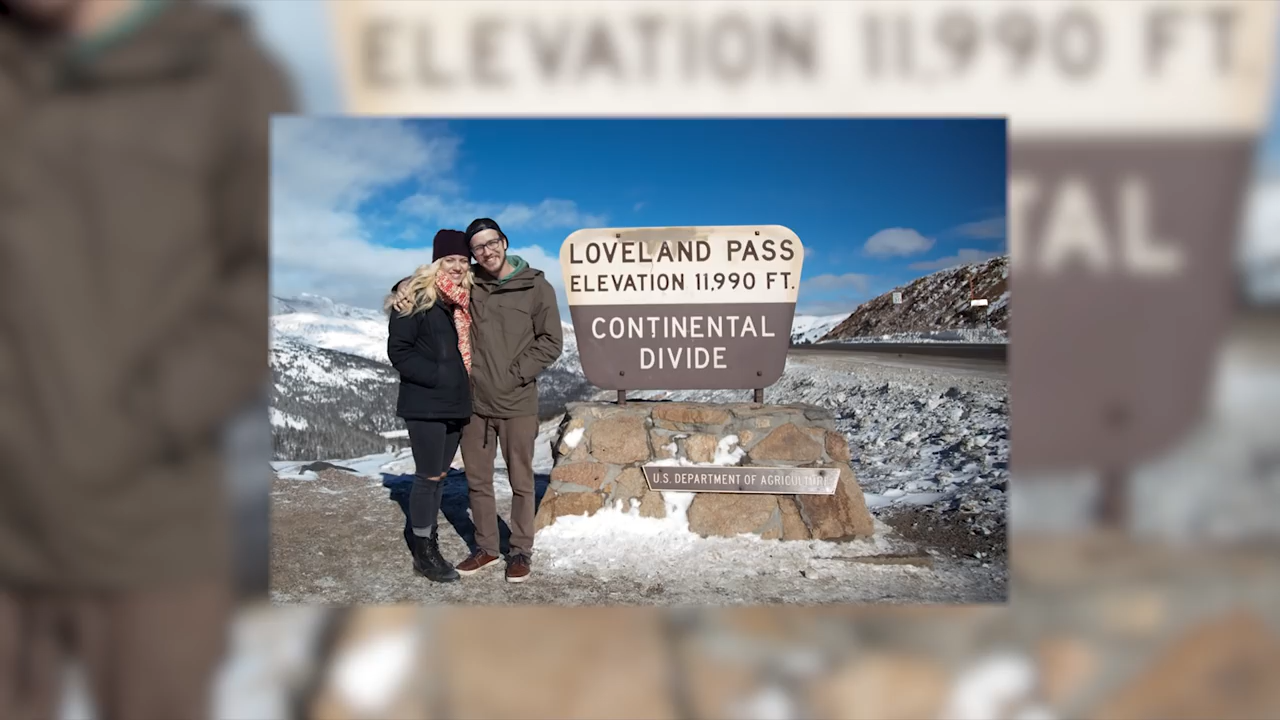 ELEVATION 11,990 FT
TAL
LOVELAND PASS
ELEVATION 11,990 FT.
CONTINENTAL
DIVIDE
U.S. DEPARTMENT OF AGRICULTURE